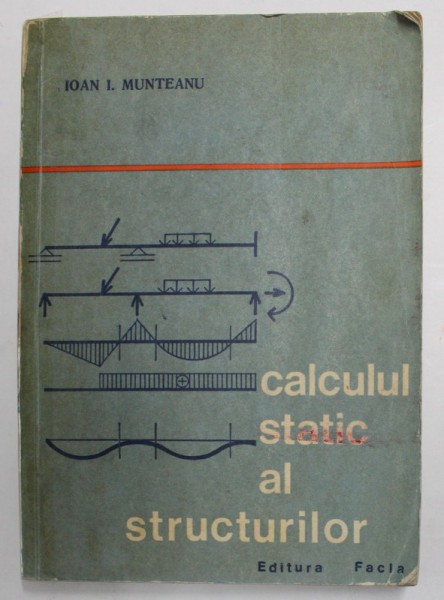 IOAN I. MUNTEANU
calculul
static
al
structurilor
Editura Facla